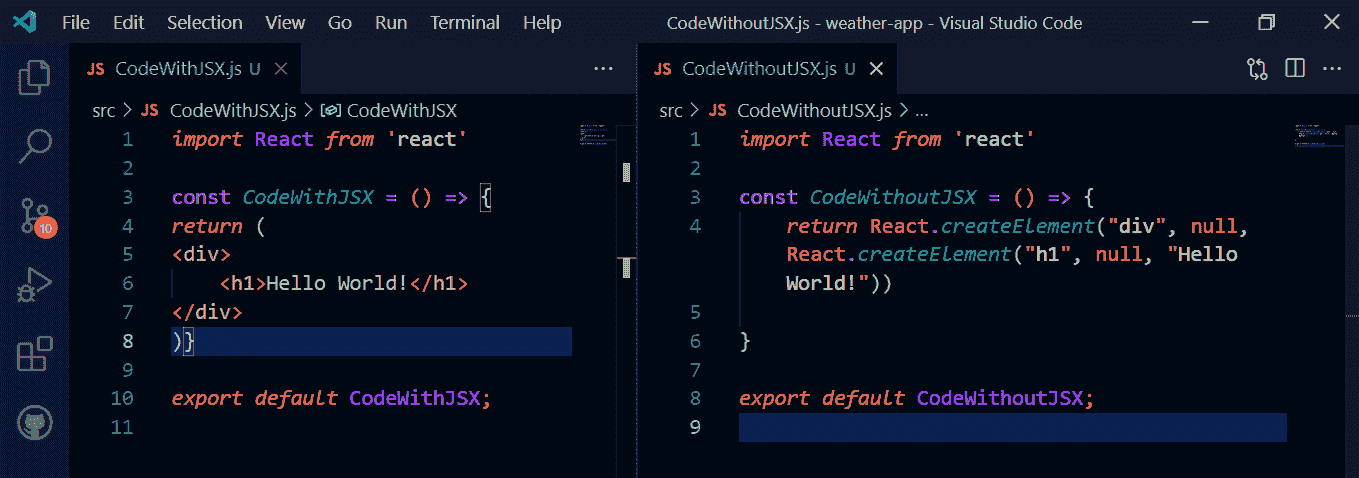 File Edit Selection View Go Run Terminal Help CodeWithoutJSX.js - weather-app - Visual Studio Code
JS CodeWithJSX.js U
src > JS CodeWithJSX.js > CodeWithJSX
1 import React from 'react'
2
3 const CodeWithJSX = () => {
4 return (
5 <div>
6 <h1>Hello World!</h1>
7 </div>
8 )}
9
10 export default CodeWithJSX;
11
10
JS CodeWithoutJSX.js U
src > JS CodeWithoutJSX.js > ...
1 import React from 'react'
2
3 const CodeWithoutJSX = () => {
4 return React.createElement("div", null,
React.createElement("h1", null, "Hello
World!"))
5
6 }
7
8 export default CodeWithoutJSX;
9